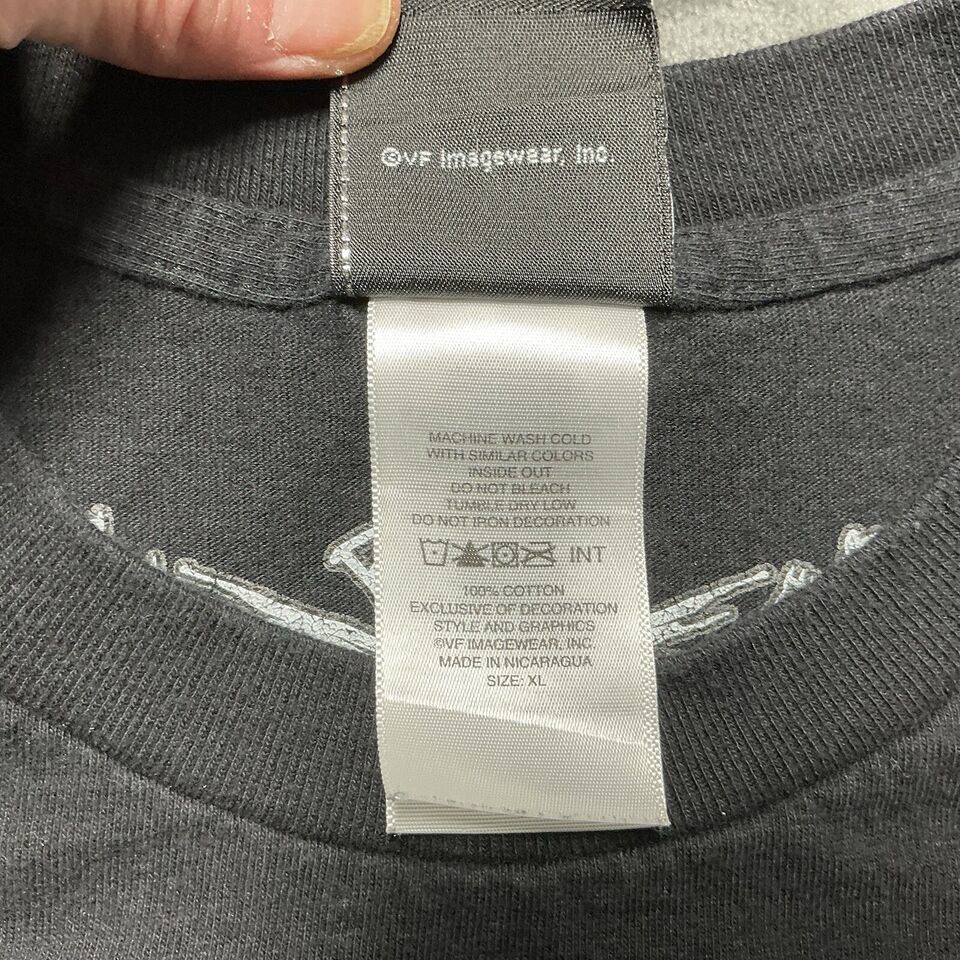 ©VF Imagewear, Inc.
MACHINE WASH COLD
WITH SIMILAR COLORS
INSIDE OUT
DO NOT BLEACH
TUMBLE DRY LOW
DO NOT IRON DECORATION
INT
100% COTTON
EXCLUSIVE OF DECORATION
STYLE AND GRAPHICS
©VF IMAGEWEAR, INC.
MADE IN NICARAGUA
SIZE: XL